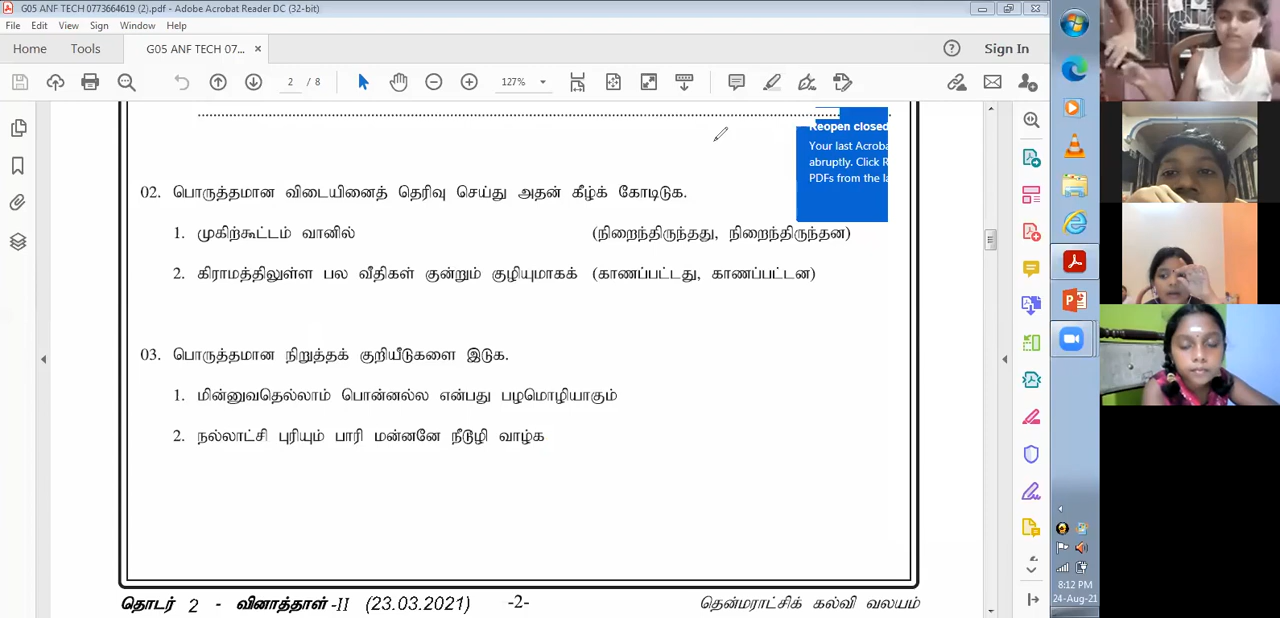 G05 ANF TECH 0773664619 (2).pdf - Adobe Acrobat Reader DC (32-bit)
File Edit View Sign Window Help
Home Tools G05 ANF TECH 07... × Sign In
2 / 8 127%
Reopen closed
Your last Acroba
abruptly. Click R
PDFs from the la
02. பொருத்தமான விடையினைத் தெரிவு செய்து அதன் கீழ்க் கோடிடுக.
1. முகிற்கூட்டம் வானில் (நிறைந்திருந்தது, நிறைந்திருந்தன)
2. கிராமத்திலுள்ள பல வீதிகள் குன்றும் குழியுமாகக் (காணப்பட்டது, காணப்பட்டன)
03. பொருத்தமான நிறுத்தக் குறியீடுகளை இடுக.
1. மின்னுவதெல்லாம் பொன்னல்ல என்பது பழமொழியாகும்
2. நல்லாட்சி புரியும் பாரி மன்னனே நீடூழி வாழ்க
தொடர் 2 - வினாத்தாள் -II (23.03.2021) -2- தென்மராட்சிக் கல்வி வலயம்
8:12 PM
24-Aug-21